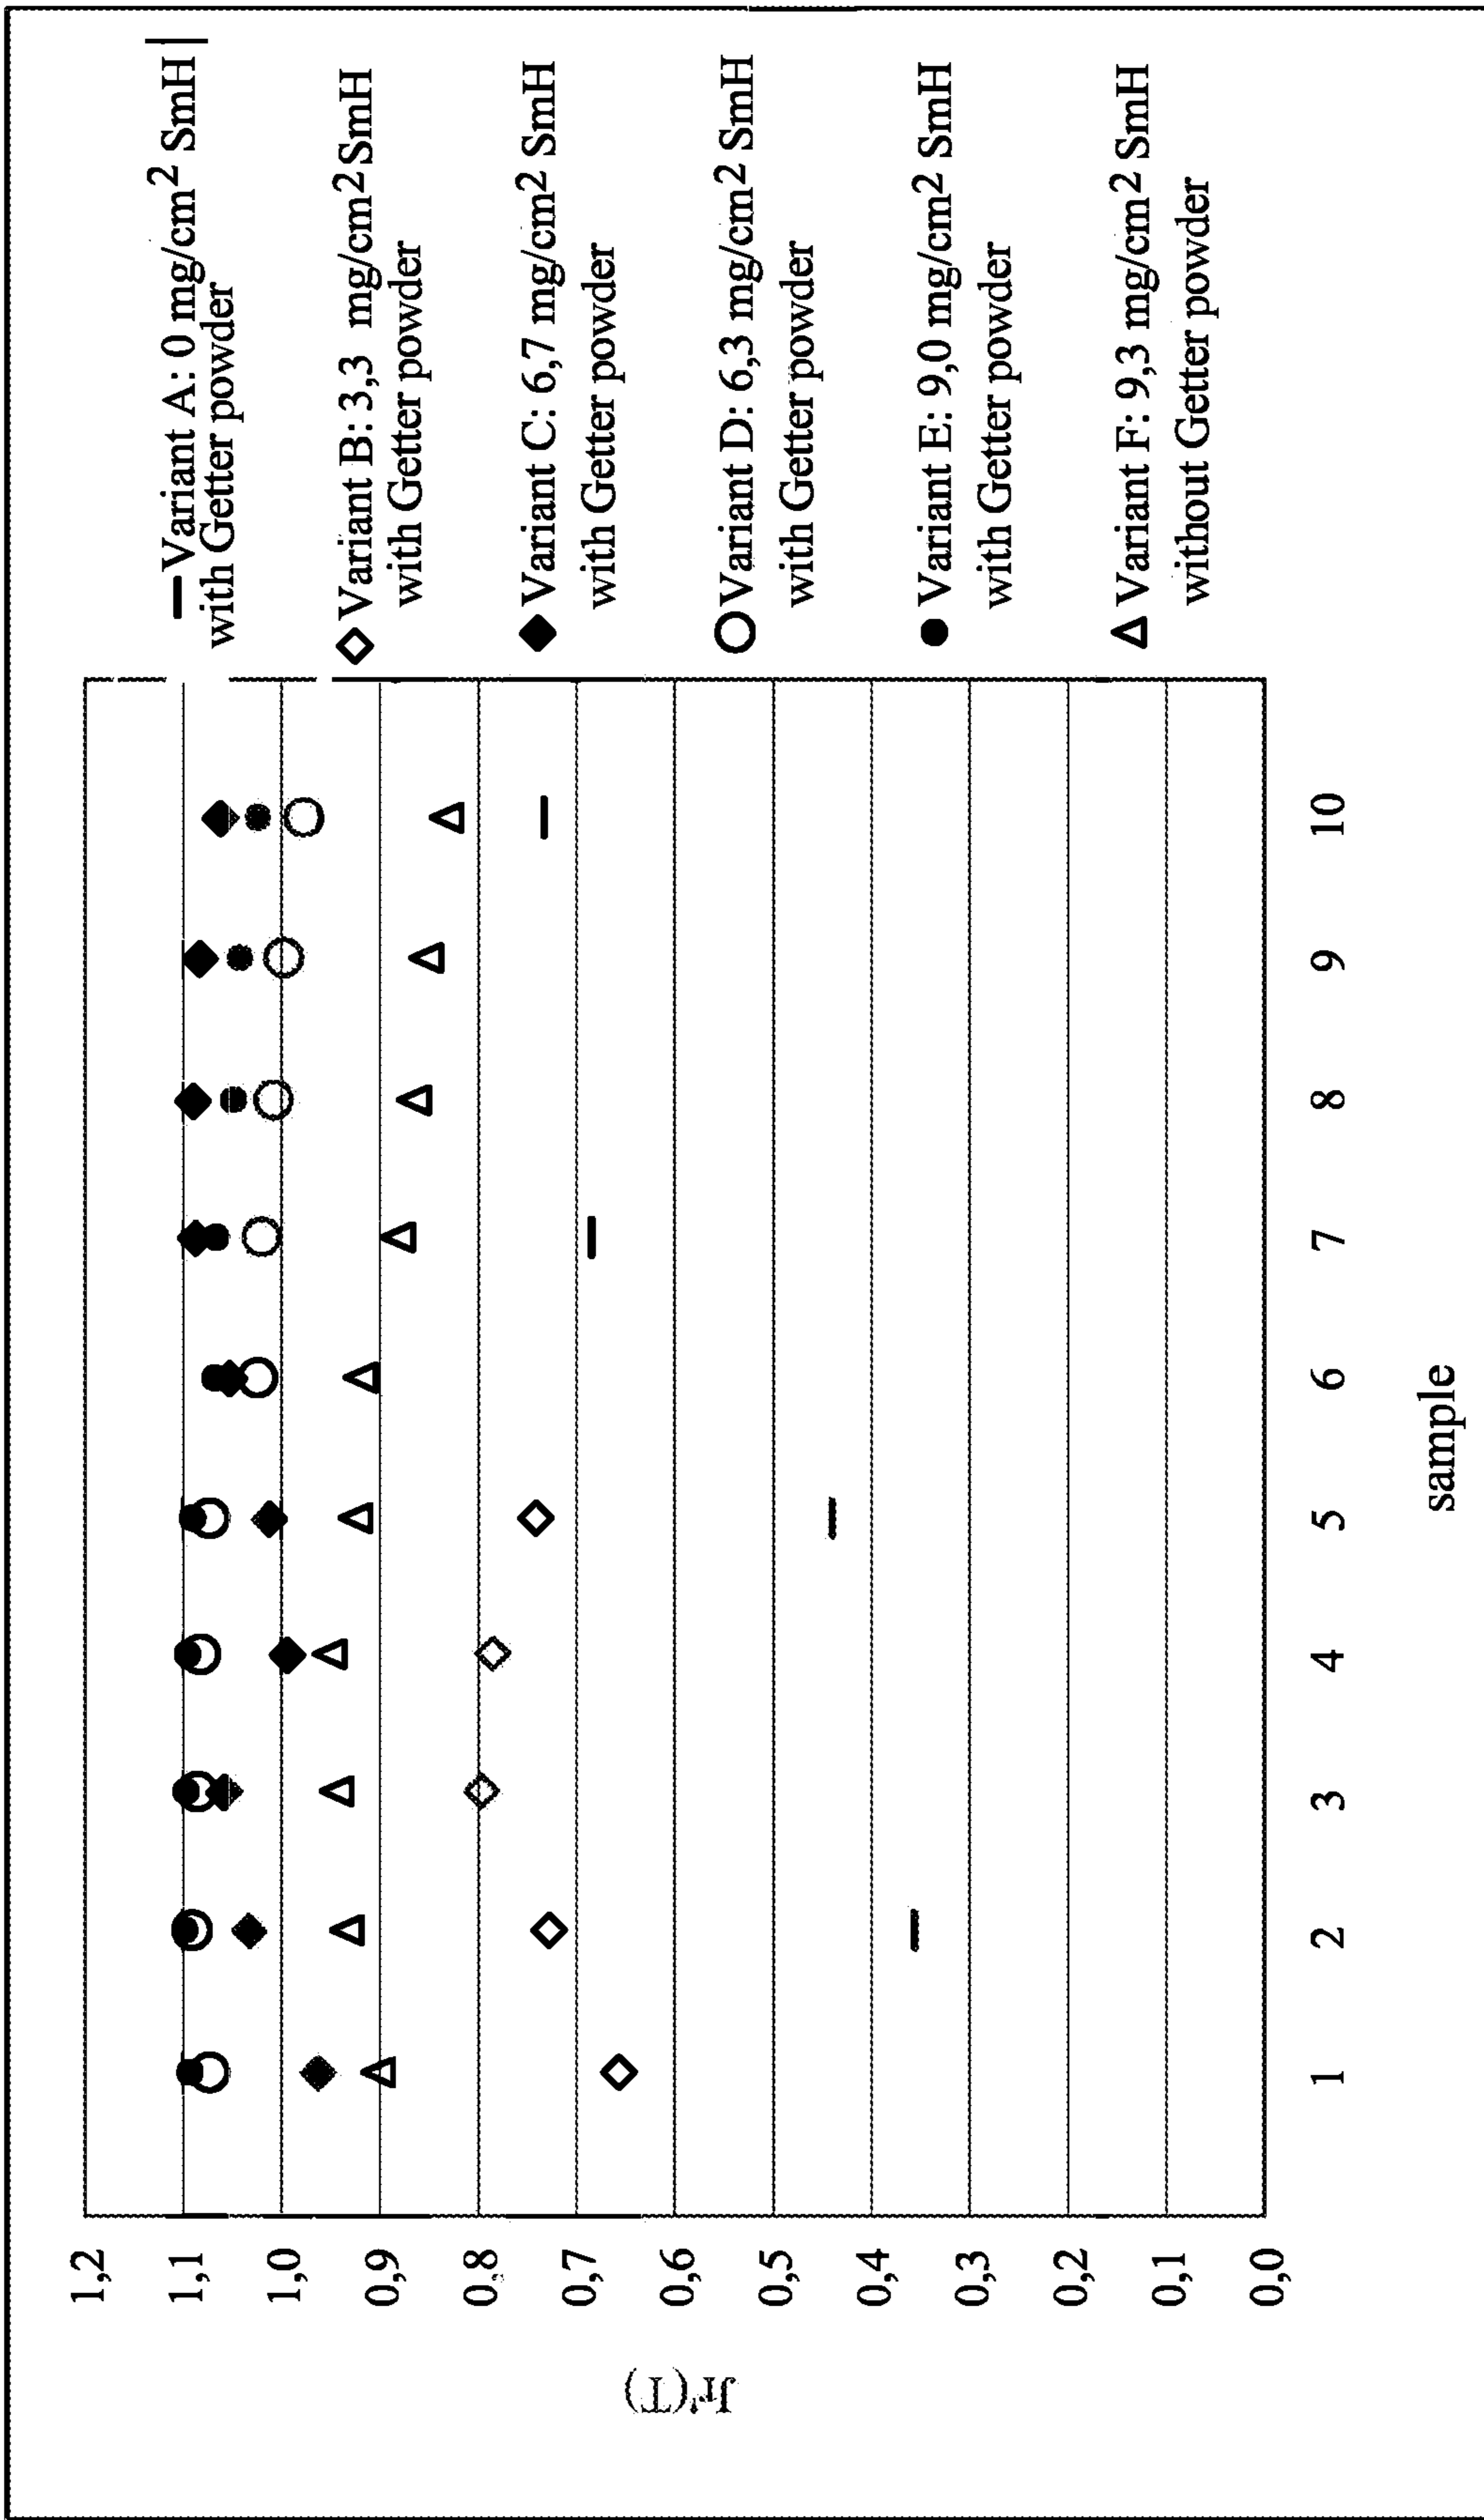 Jr'(T)
1,2
1,1
1,0
0,9
0,8
0,7
0,6
0,5
0,4
0,3
0,2
0,1
0,0
1 2 3 4 5 6 7 8 9 10
sample
Variant A: 0 mg/cm² SmH
with Getter powder
Variant B: 3,3 mg/cm² SmH
with Getter powder
Variant C: 6,7 mg/cm² SmH
with Getter powder
Variant D: 6,3 mg/cm² SmH
with Getter powder
Variant E: 9,0 mg/cm² SmH
with Getter powder
Variant F: 9,3 mg/cm² SmH
without Getter powder